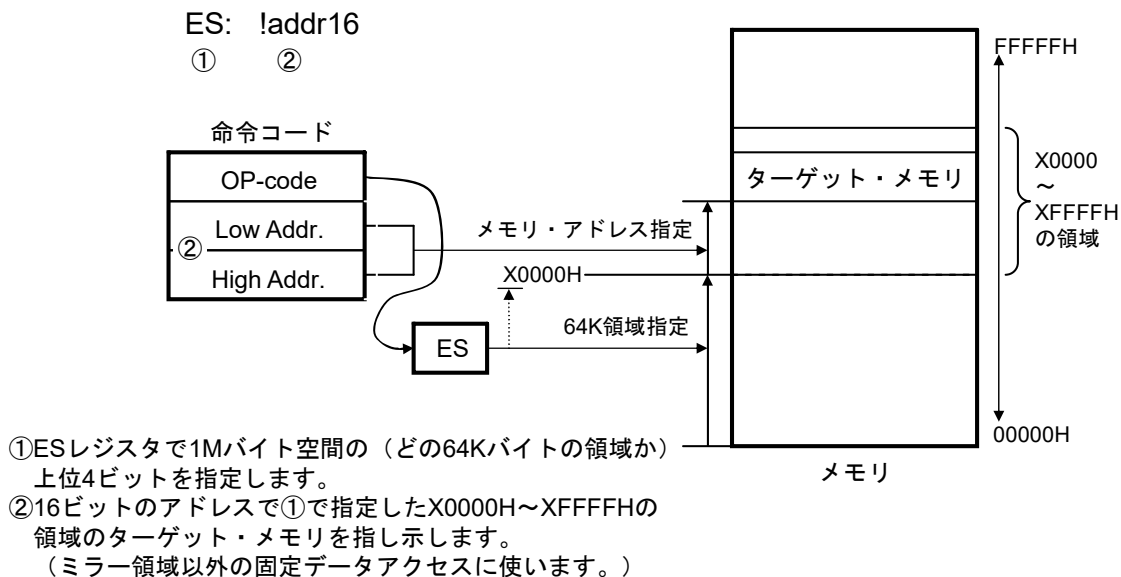 ES: !addr16
① ②
FFFFFH
命令コード
OP-code
Low Addr.
②
High Addr.
メモリ・アドレス指定
X0000H
64K領域指定
ES
ターゲット・メモリ
X0000
~
XFFFFH
の領域
00000H
メモリ
①ESレジスタで1Mバイト空間の(どの64Kバイトの領域か)
上位4ビットを指定します。
②16ビットのアドレスで①で指定したX0000H~XFFFFHの
領域のターゲット・メモリを指し示します。
(ミラー領域以外の固定データアクセスに使います。)